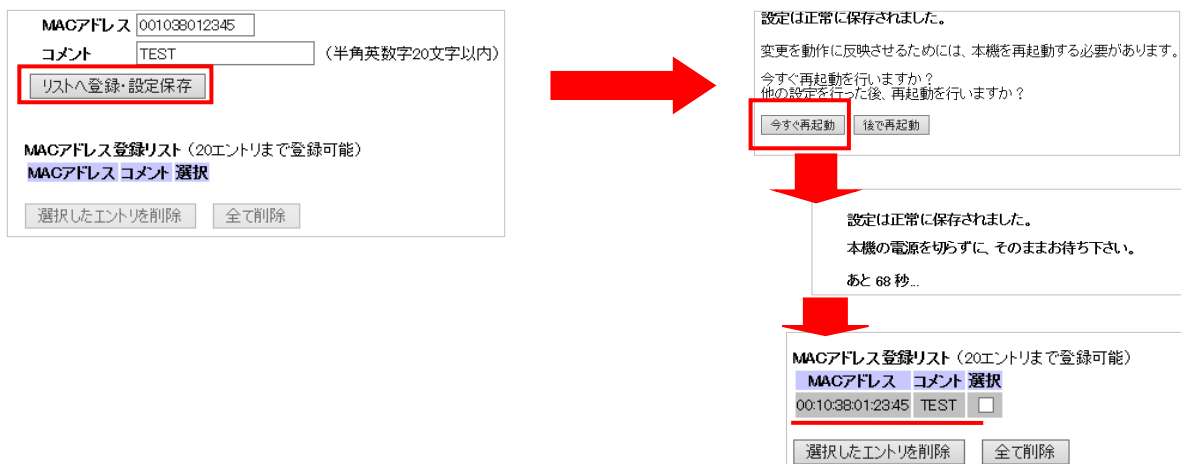 MACアドレス 001038012345
コメント TEST (半角英数字20文字以内)
リストへ登録・設定保存
MACアドレス登録リスト (20エントリまで登録可能)
MACアドレス コメント 選択
選択したエントリを削除 全て削除
設定は正常に保存されました。
変更を動作に反映させるためには、本機を再起動する必要があります。
今すぐ再起動を行いますか?
他の設定を行った後、再起動を行いますか?
今すぐ再起動 後で再起動
設定は正常に保存されました。
本機の電源を切らずに、そのままお待ち下さい。
あと 68 秒...
MACアドレス登録リスト (20エントリまで登録可能)
MACアドレス コメント 選択
00:10:38:01:23:45 TEST
選択したエントリを削除 全て削除